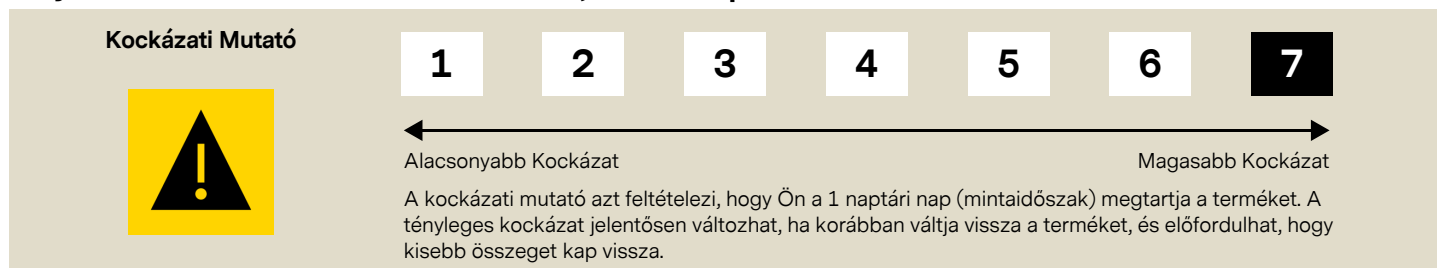 Kockázati Mutató
1 2 3 4 5 6 7
Alacsonyabb Kockázat Magasabb Kockázat
A kockázati mutató azt feltételezi, hogy Ön a 1 naptári nap (mintaidőszak) megtartja a terméket. A
tényleges kockázat jelentősen változhat, ha korábban váltja vissza a terméket, és előfordulhat, hogy
kisebb összeget kap vissza.